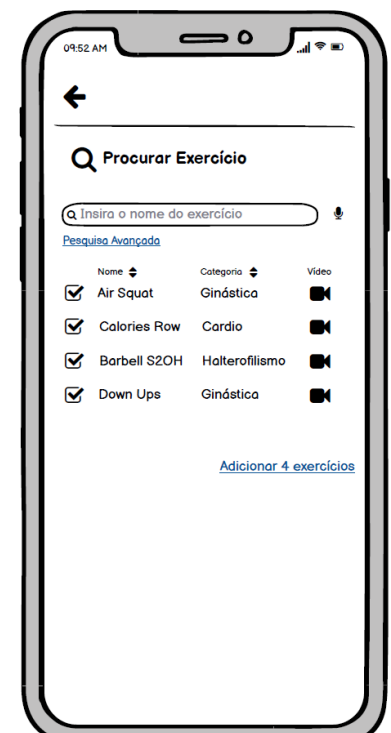 09:52 AM
Procurar Exercício
Insira o nome do exercício
Pesquisa Avançada
Nome Categoria Vídeo
Air Squat Ginástica
Calories Row Cardio
Barbell S2OH Halterofilismo
Down Ups Ginástica
Adicionar 4 exercícios